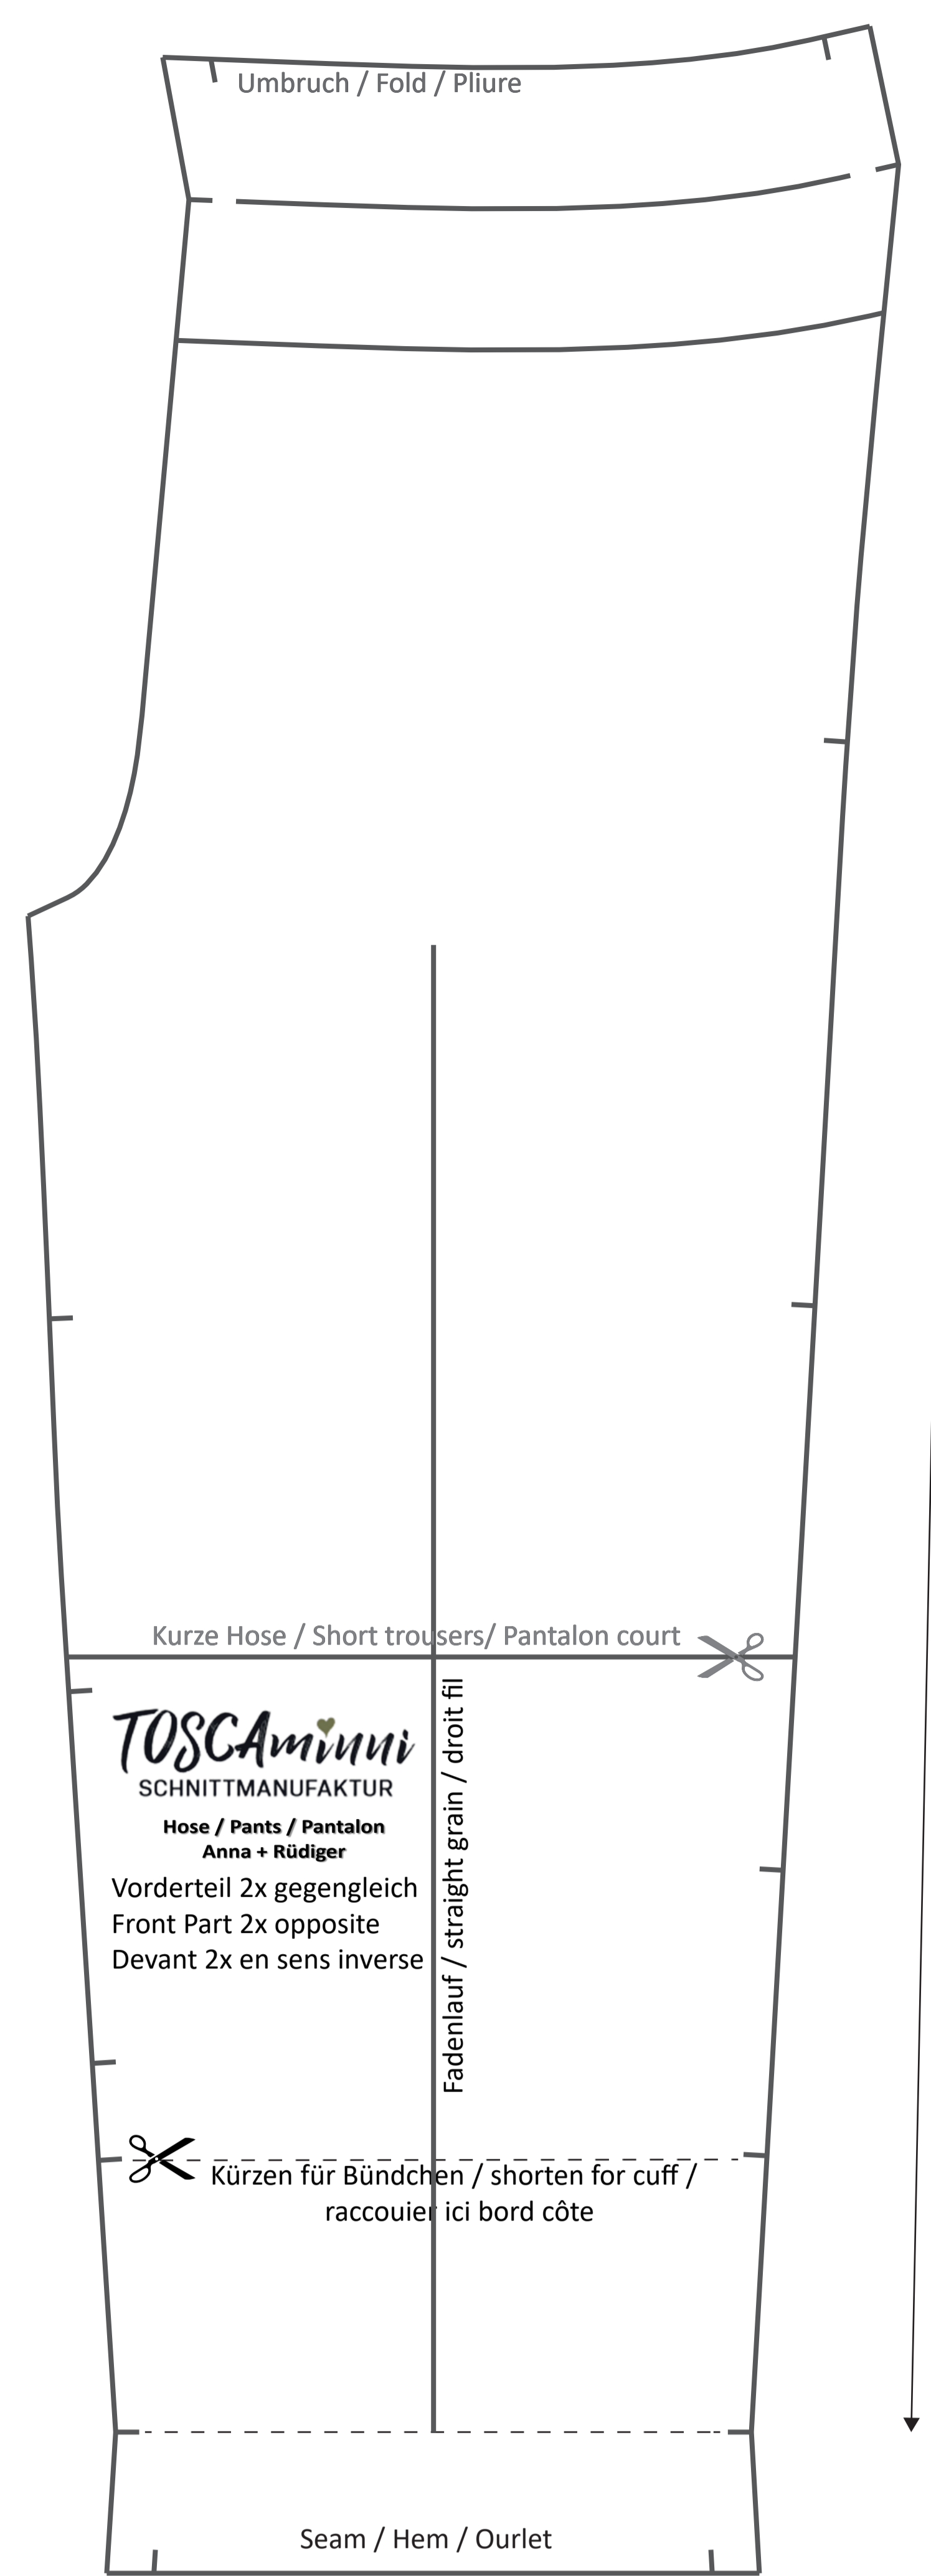 Umbruch / Fold / Pliure
Kurze Hose / Short trousers/ Pantalon court
TOSCAminni
SCHNITTMANUFAKTUR
Hose / Pants / Pantalon
Anna + Rüdiger
Vorderteil 2x gegengleich
Front Part 2x opposite
Devant 2x en sens inverse
Fadenlauf / straight grain / droit fil
Kürzen für Bündchen / shorten for cuff /
raccouier ici bord côte
Seam / Hem / Ourlet